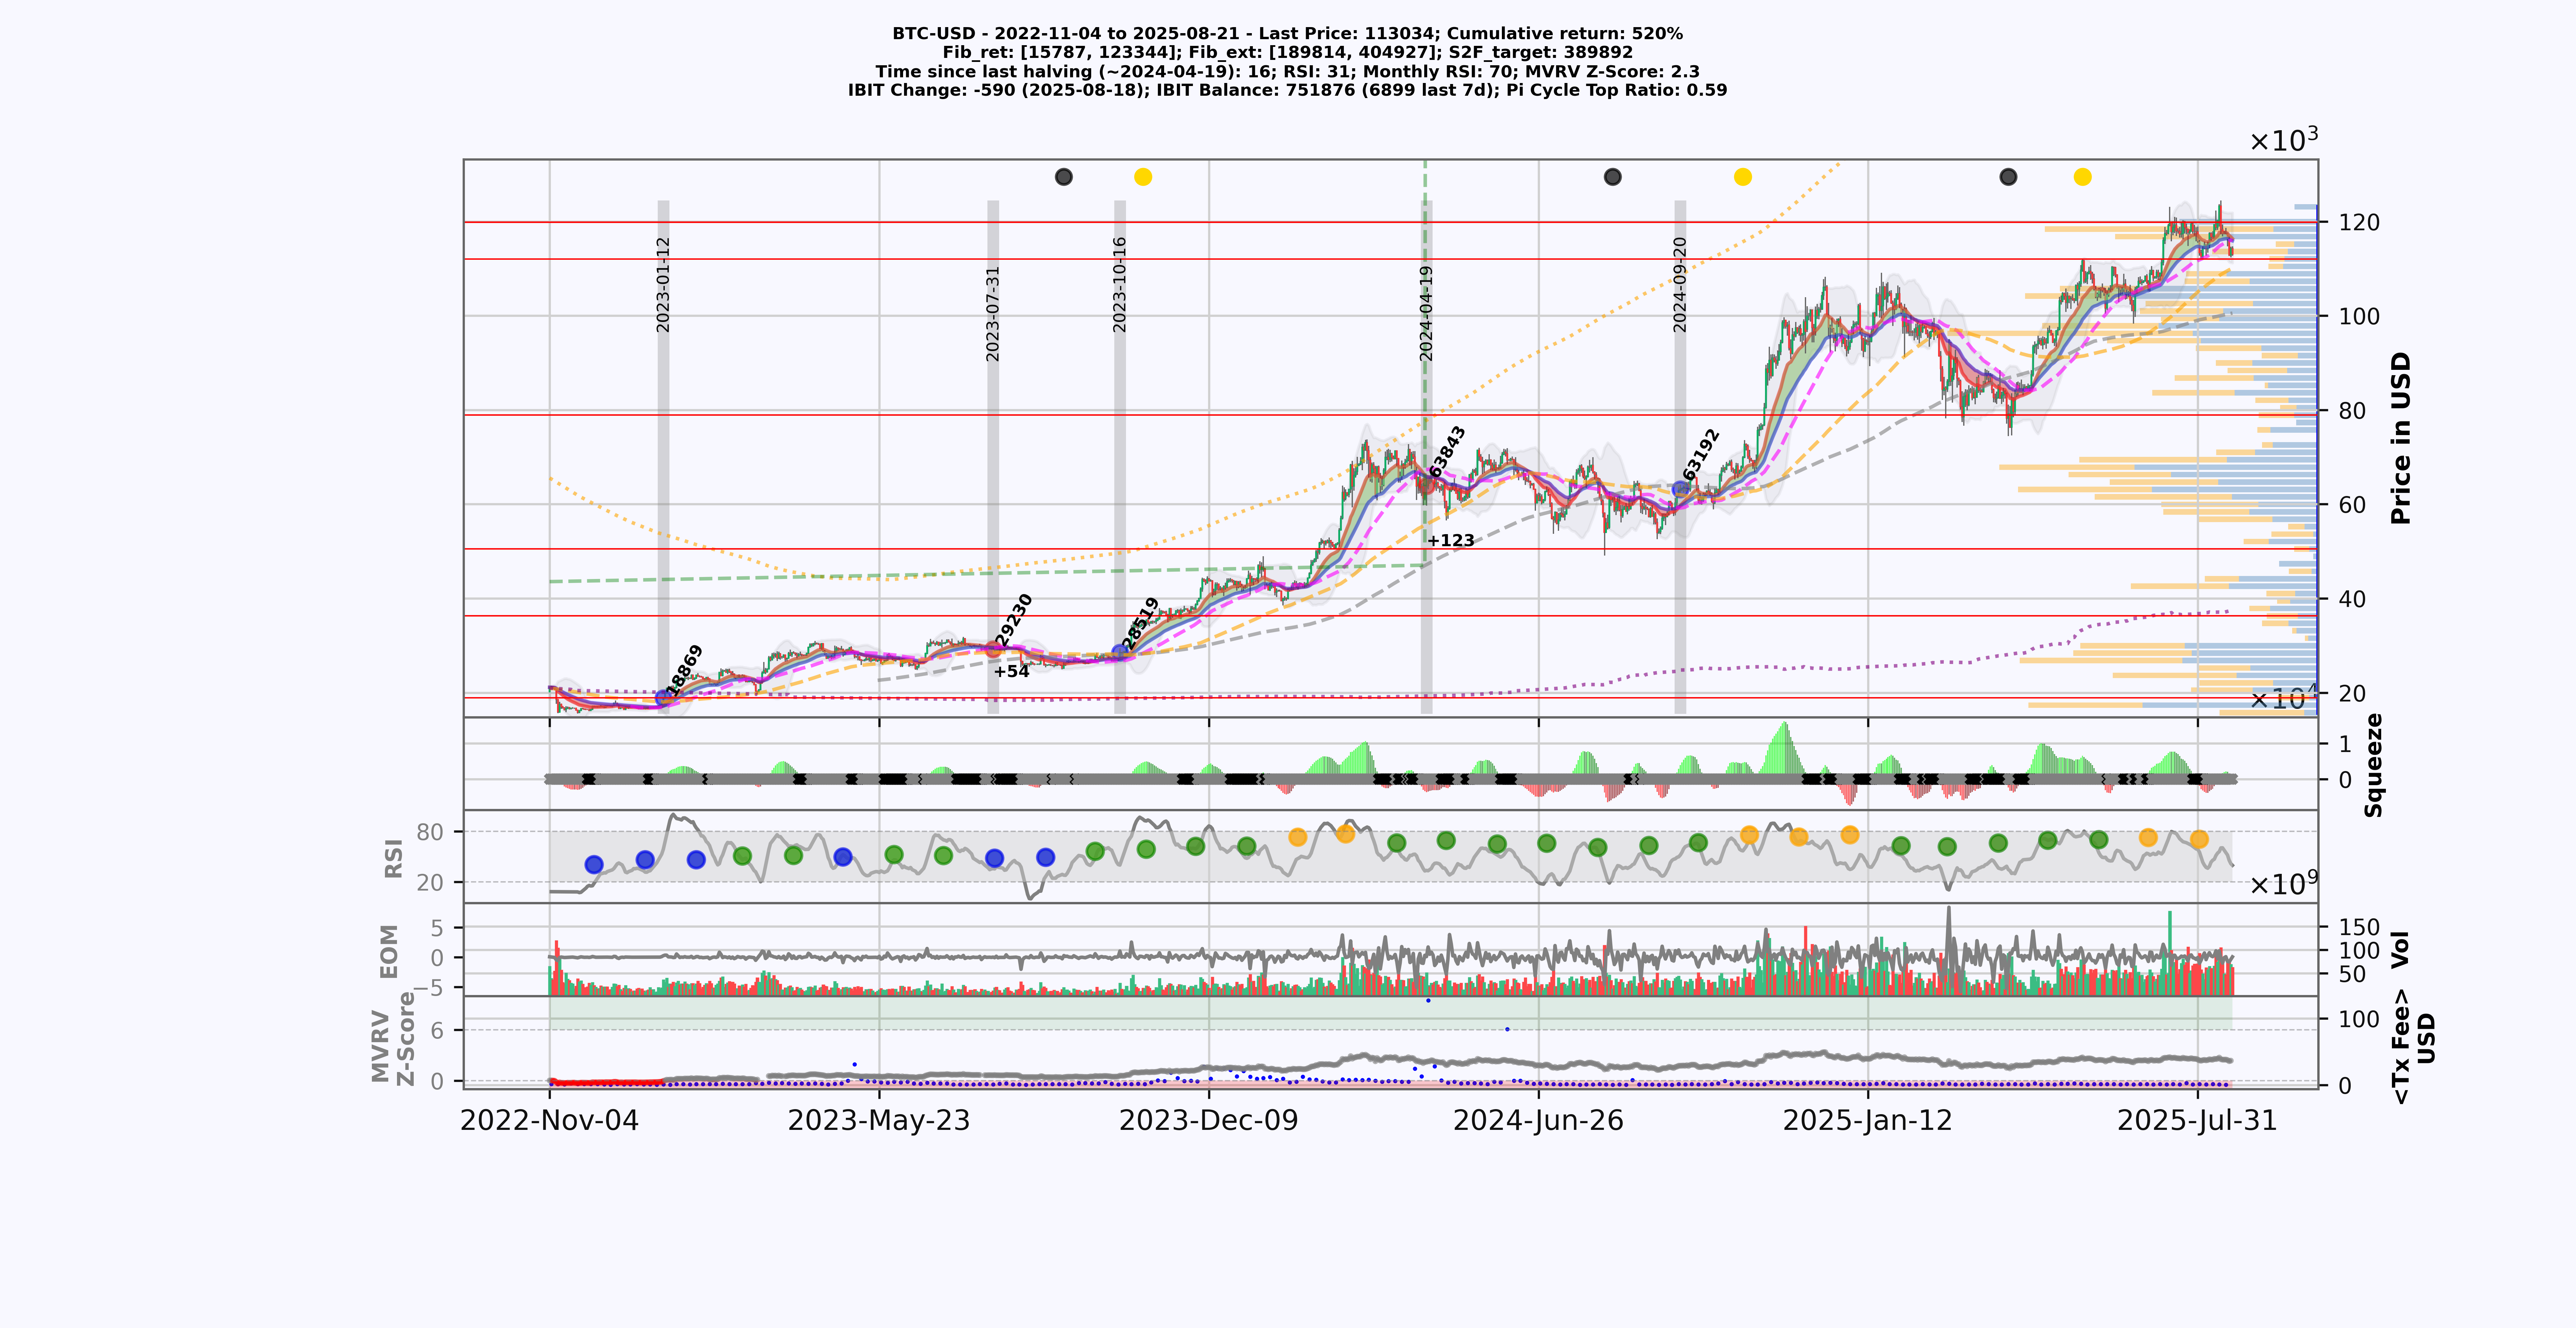 BTC-USD - 2022-11-04 to 2025-08-21 - Last Price: 113034; Cumulative return: 520%
Fib_ret: [15787, 123344]; Fib_ext: [189814, 404927]; S2F_target: 389892
Time since last halving (~2024-04-19): 16; RSI: 31; Monthly RSI: 70; MVRV Z-Score: 2.3
IBIT Change: -590 (2025-08-18); IBIT Balance: 751876 (6899 last 7d); Pi Cycle Top Ratio: 0.59
×10³
120
100
80
60
40
20
Price in USD
2023-01-12
2023-07-31
2023-10-16
2024-04-19
2024-09-20
18869
29230
+54
28519
63843
+123
63192
×10⁴
1
0
Squeeze
RSI
80
20
×10⁹
EOM
5
0
−5
150
100
50
Vol
MVRV
Z-Score
6
0
100
0
<Tx Fee>
USD
2022-Nov-04
2023-May-23
2023-Dec-09
2024-Jun-26
2025-Jan-12
2025-Jul-31